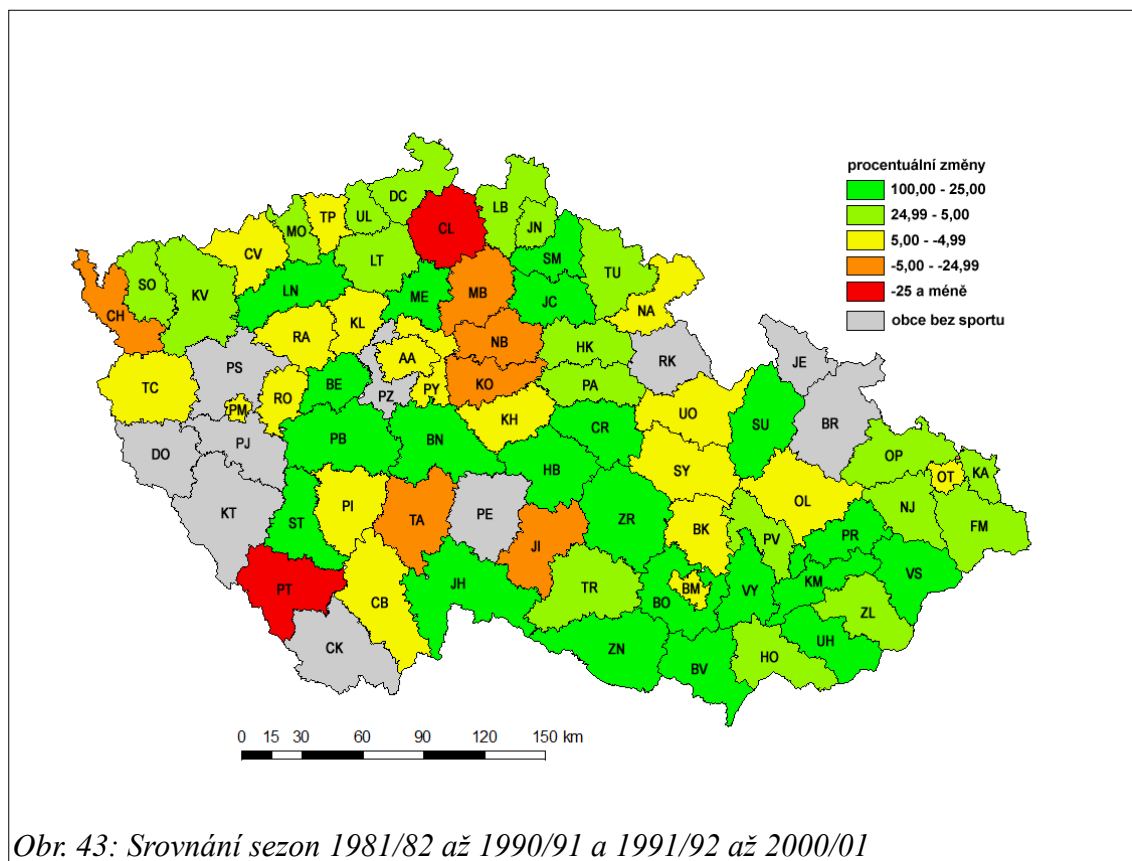 procentuální změny
100,00 - 25,00
24,99 - 5,00
5,00 - -4,99
-5,00 - -24,99
-25 a méně
obce bez sportu
DC
LB
TP
UL
CL
JN
MO
SM
CV
LT
TU
SO
KV
LN
ME
MB
JC
CH
NA
RA
KL
NB
HK
AA
RK
JE
PS
TC
BE
PZ
PY
KO
PA
RO
PM
KH
UO
BR
PB
BN
CR
SU
DO
PJ
OP
HB
SY
OT
KA
OL
KT
ST
PI
TA
PE
ZR
BK
NJ
FM
JI
PV
PR
PT
CB
JH
TR
BO
BM
VY
KM
VS
ZL
CK
ZN
BV
HO
UH
0 15 30 60 90 120 150 km
Obr. 43: Srovnání sezon 1981/82 až 1990/91 a 1991/92 až 2000/01